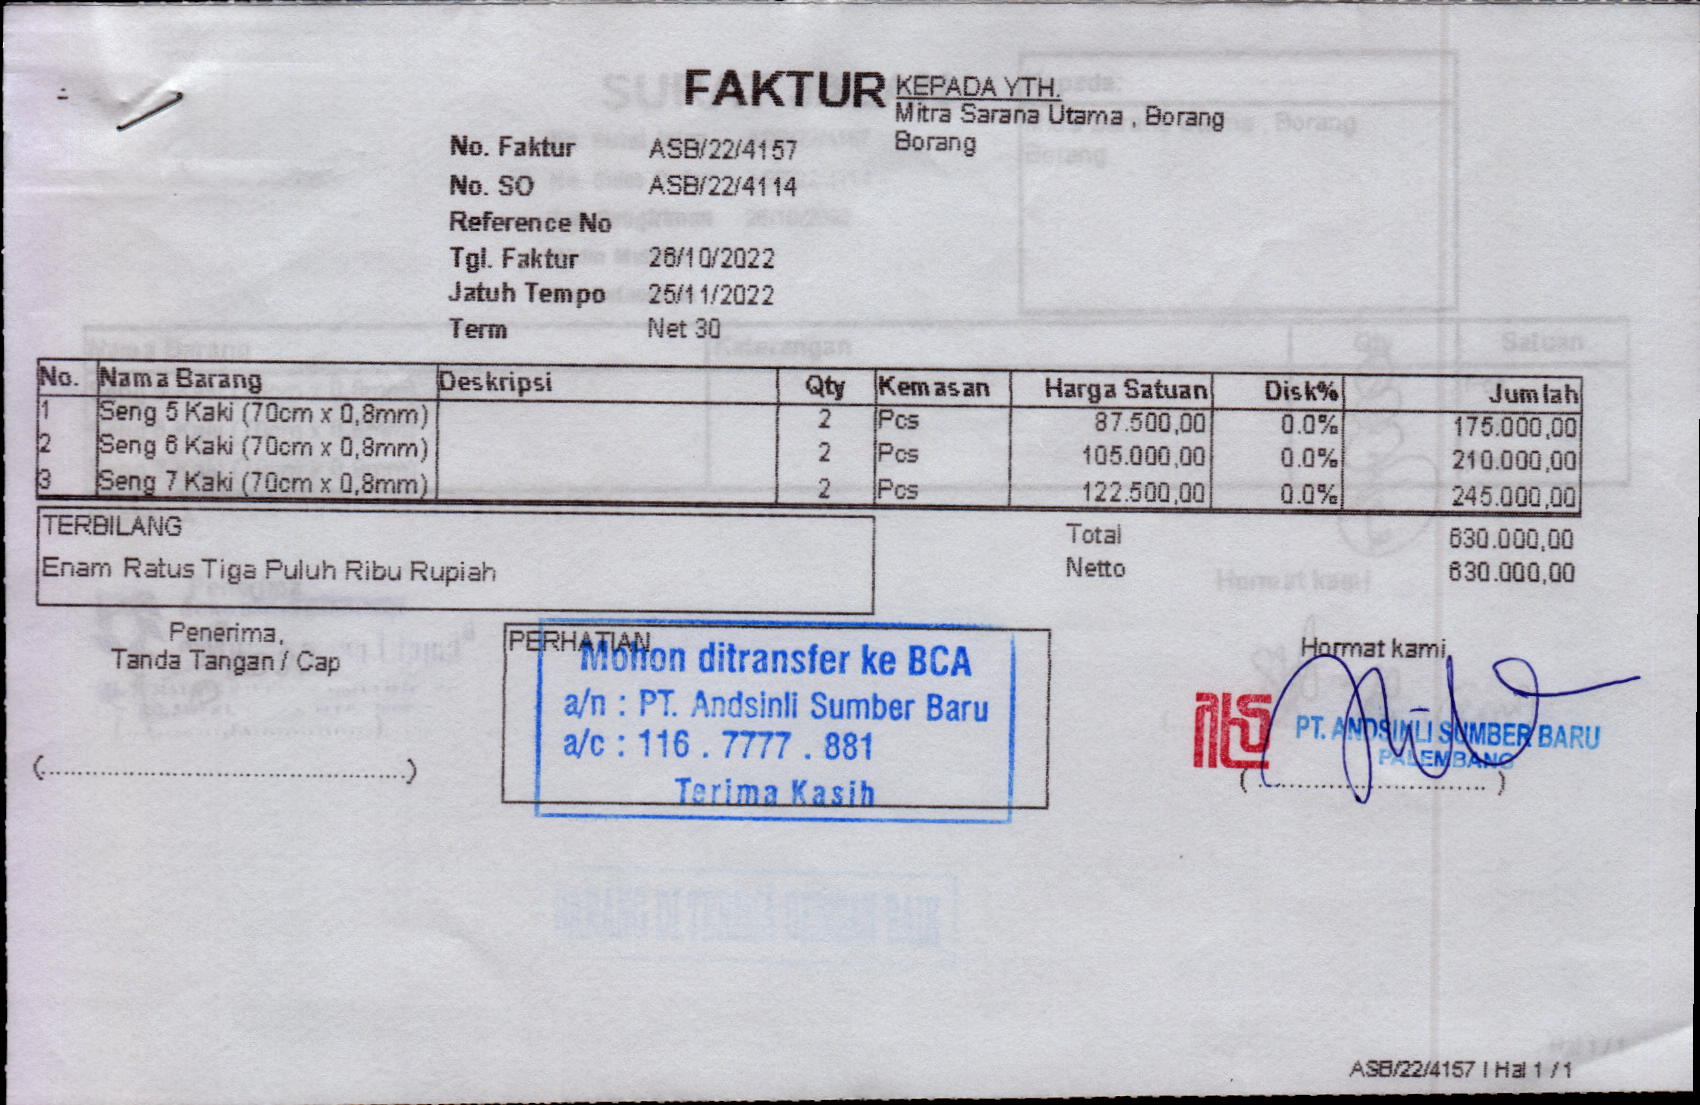 FAKTUR
KEPADA YTH.
Mitra Sarana Utama , Borang
Borang
No. Faktur ASB/22/4157
No. SO ASB/22/4114
Reference No
Tgl. Faktur 26/10/2022
Jatuh Tempo 25/11/2022
Term Net 30
No. Nama Barang Deskripsi Qty Kemasan Harga Satuan Disk% Jumlah
1 Seng 5 Kaki (70cm x 0,8mm) 2 Pcs 87.500,00 0.0% 175.000,00
2 Seng 6 Kaki (70cm x 0,8mm) 2 Pcs 105.000,00 0.0% 210.000,00
3 Seng 7 Kaki (70cm x 0,8mm) 2 Pcs 122.500,00 0.0% 245.000,00
TERBILANG
Enam Ratus Tiga Puluh Ribu Rupiah
Total 630.000,00
Netto 630.000,00
Penerima,
Tanda Tangan / Cap
(................................................)
PERHATIAN
Mohon ditransfer ke BCA
a/n : PT. Andsinli Sumber Baru
a/c : 116 . 7777 . 881
Terima Kasih
Hormat kami,
PT. ANDSINLI SUMBER BARU
PALEMBANG
(................................)
ASB/22/4157 | Hal 1 / 1